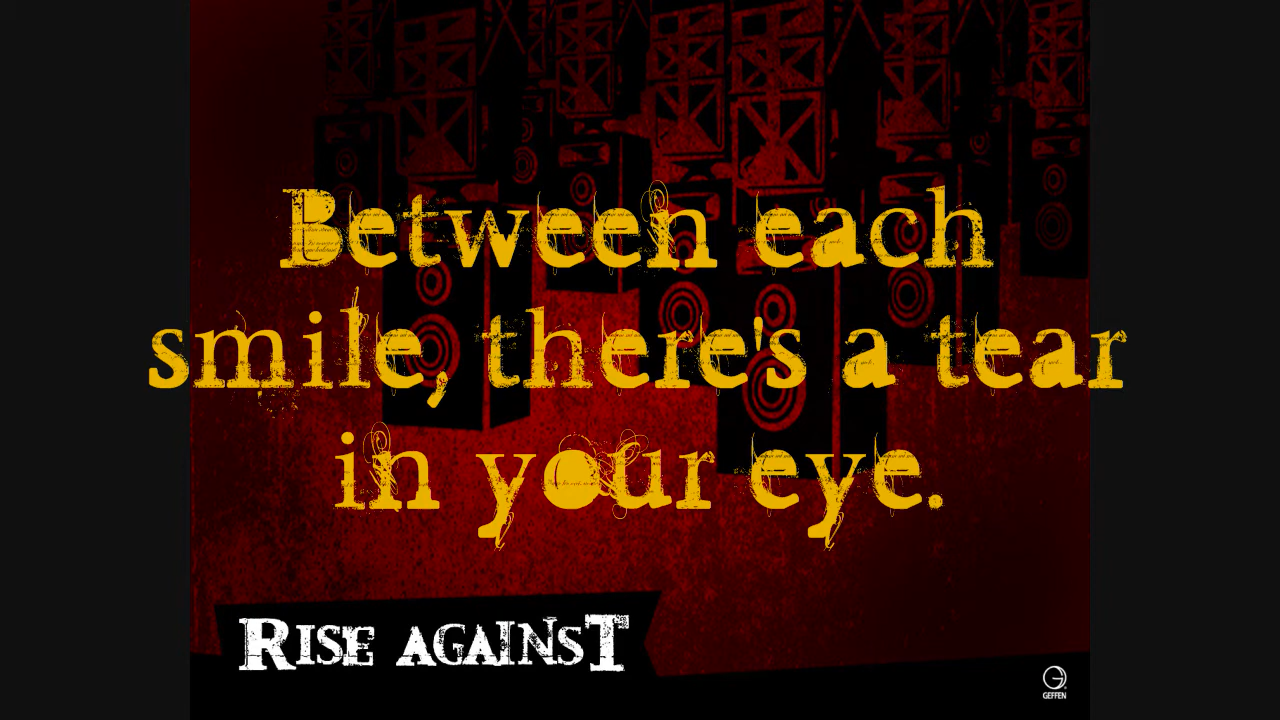 Between each
smile, there's a tear
in your eye.
RISE AGAINST
GEFFEN